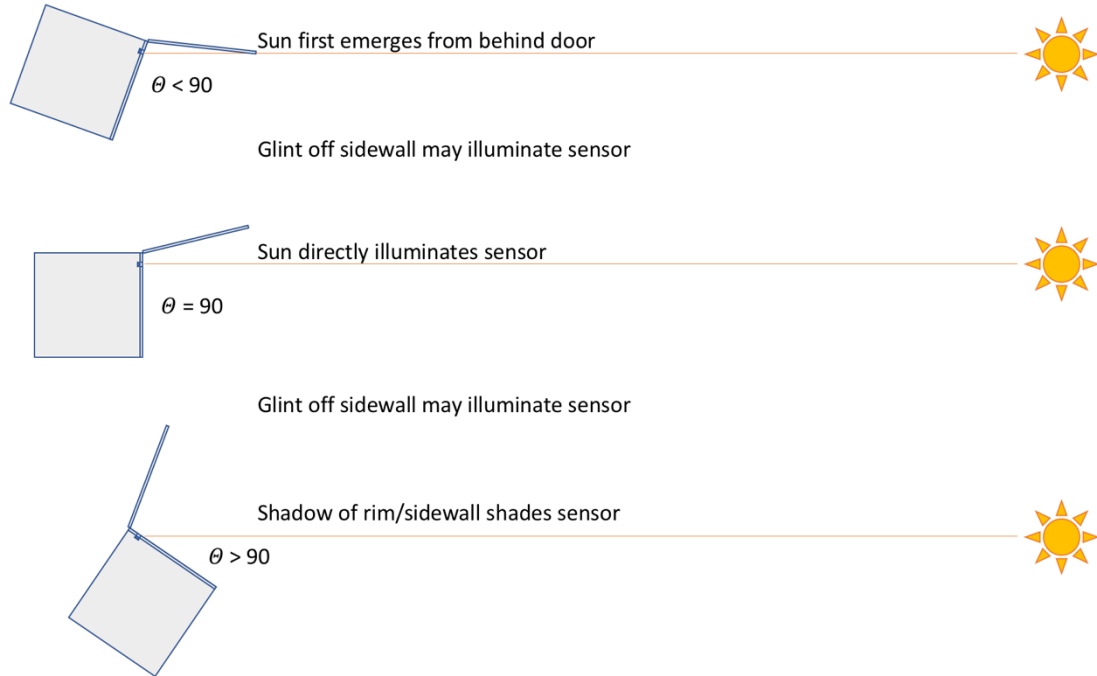 Sun first emerges from behind door
Θ < 90
Glint off sidewall may illuminate sensor
Sun directly illuminates sensor
Θ = 90
Glint off sidewall may illuminate sensor
Shadow of rim/sidewall shades sensor
Θ > 90